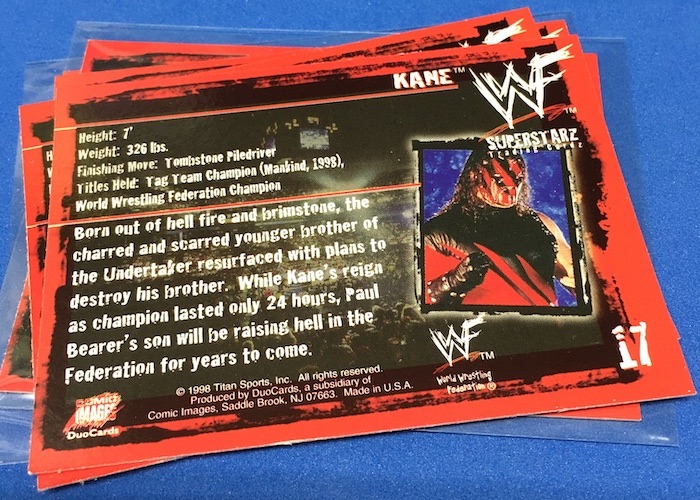 KANE™
WF
™
SUPERSTARZ
Trading Cardz
Height: 7'
Weight: 326 lbs.
Finishing Move: Tombstone Piledriver
Titles Held: Tag Team Champion (Mankind, 1998),
World Wrestling Federation Champion
Born out of hell fire and brimstone, the
charred and scarred younger brother of
the Undertaker resurfaced with plans to
destroy his brother. While Kane's reign
as champion lasted only 24 hours, Paul
Bearer's son will be raising hell in the
Federation for years to come.
WF™
World Wrestling
Federation®
17
© 1998 Titan Sports, Inc. All rights reserved.
Produced by DuoCards, a subsidiary of
Comic Images, Saddle Brook, NJ 07663. Made in U.S.A.
COMIC
IMAGES
DuoCards